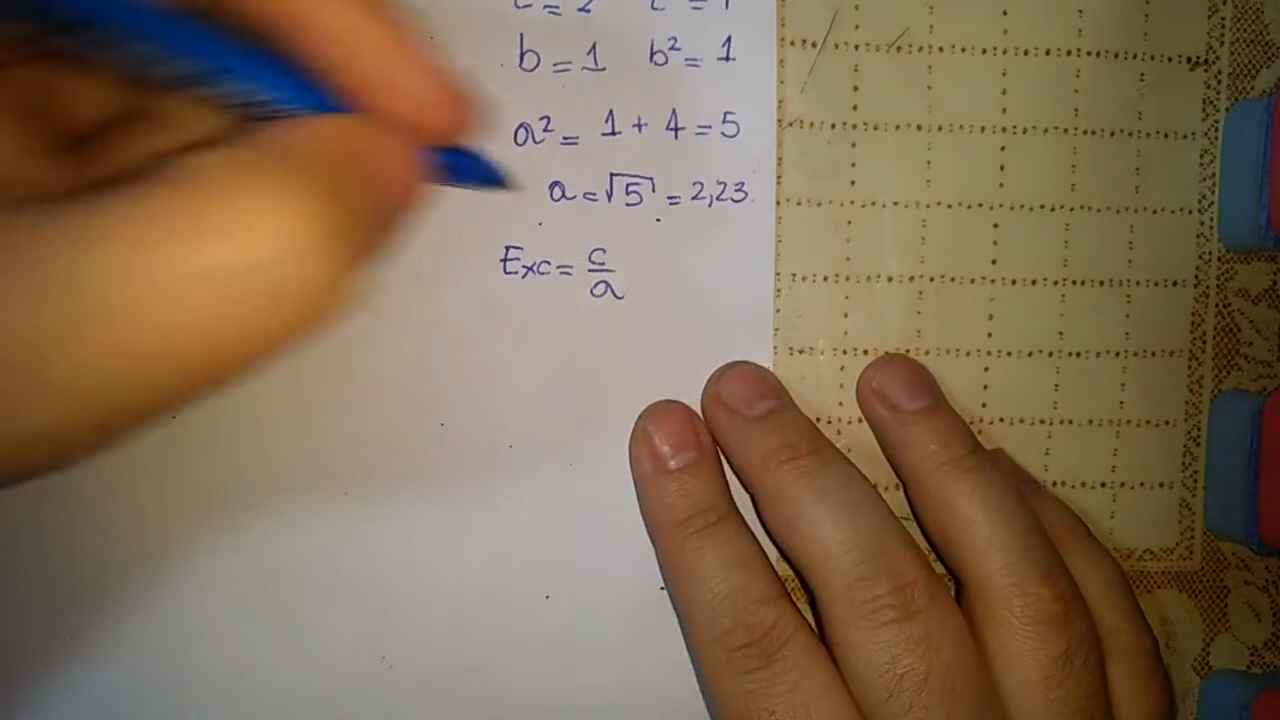 b = 1 b² = 1
a² = 1 + 4 = 5
a = √5 = 2,23
Exc = c/a